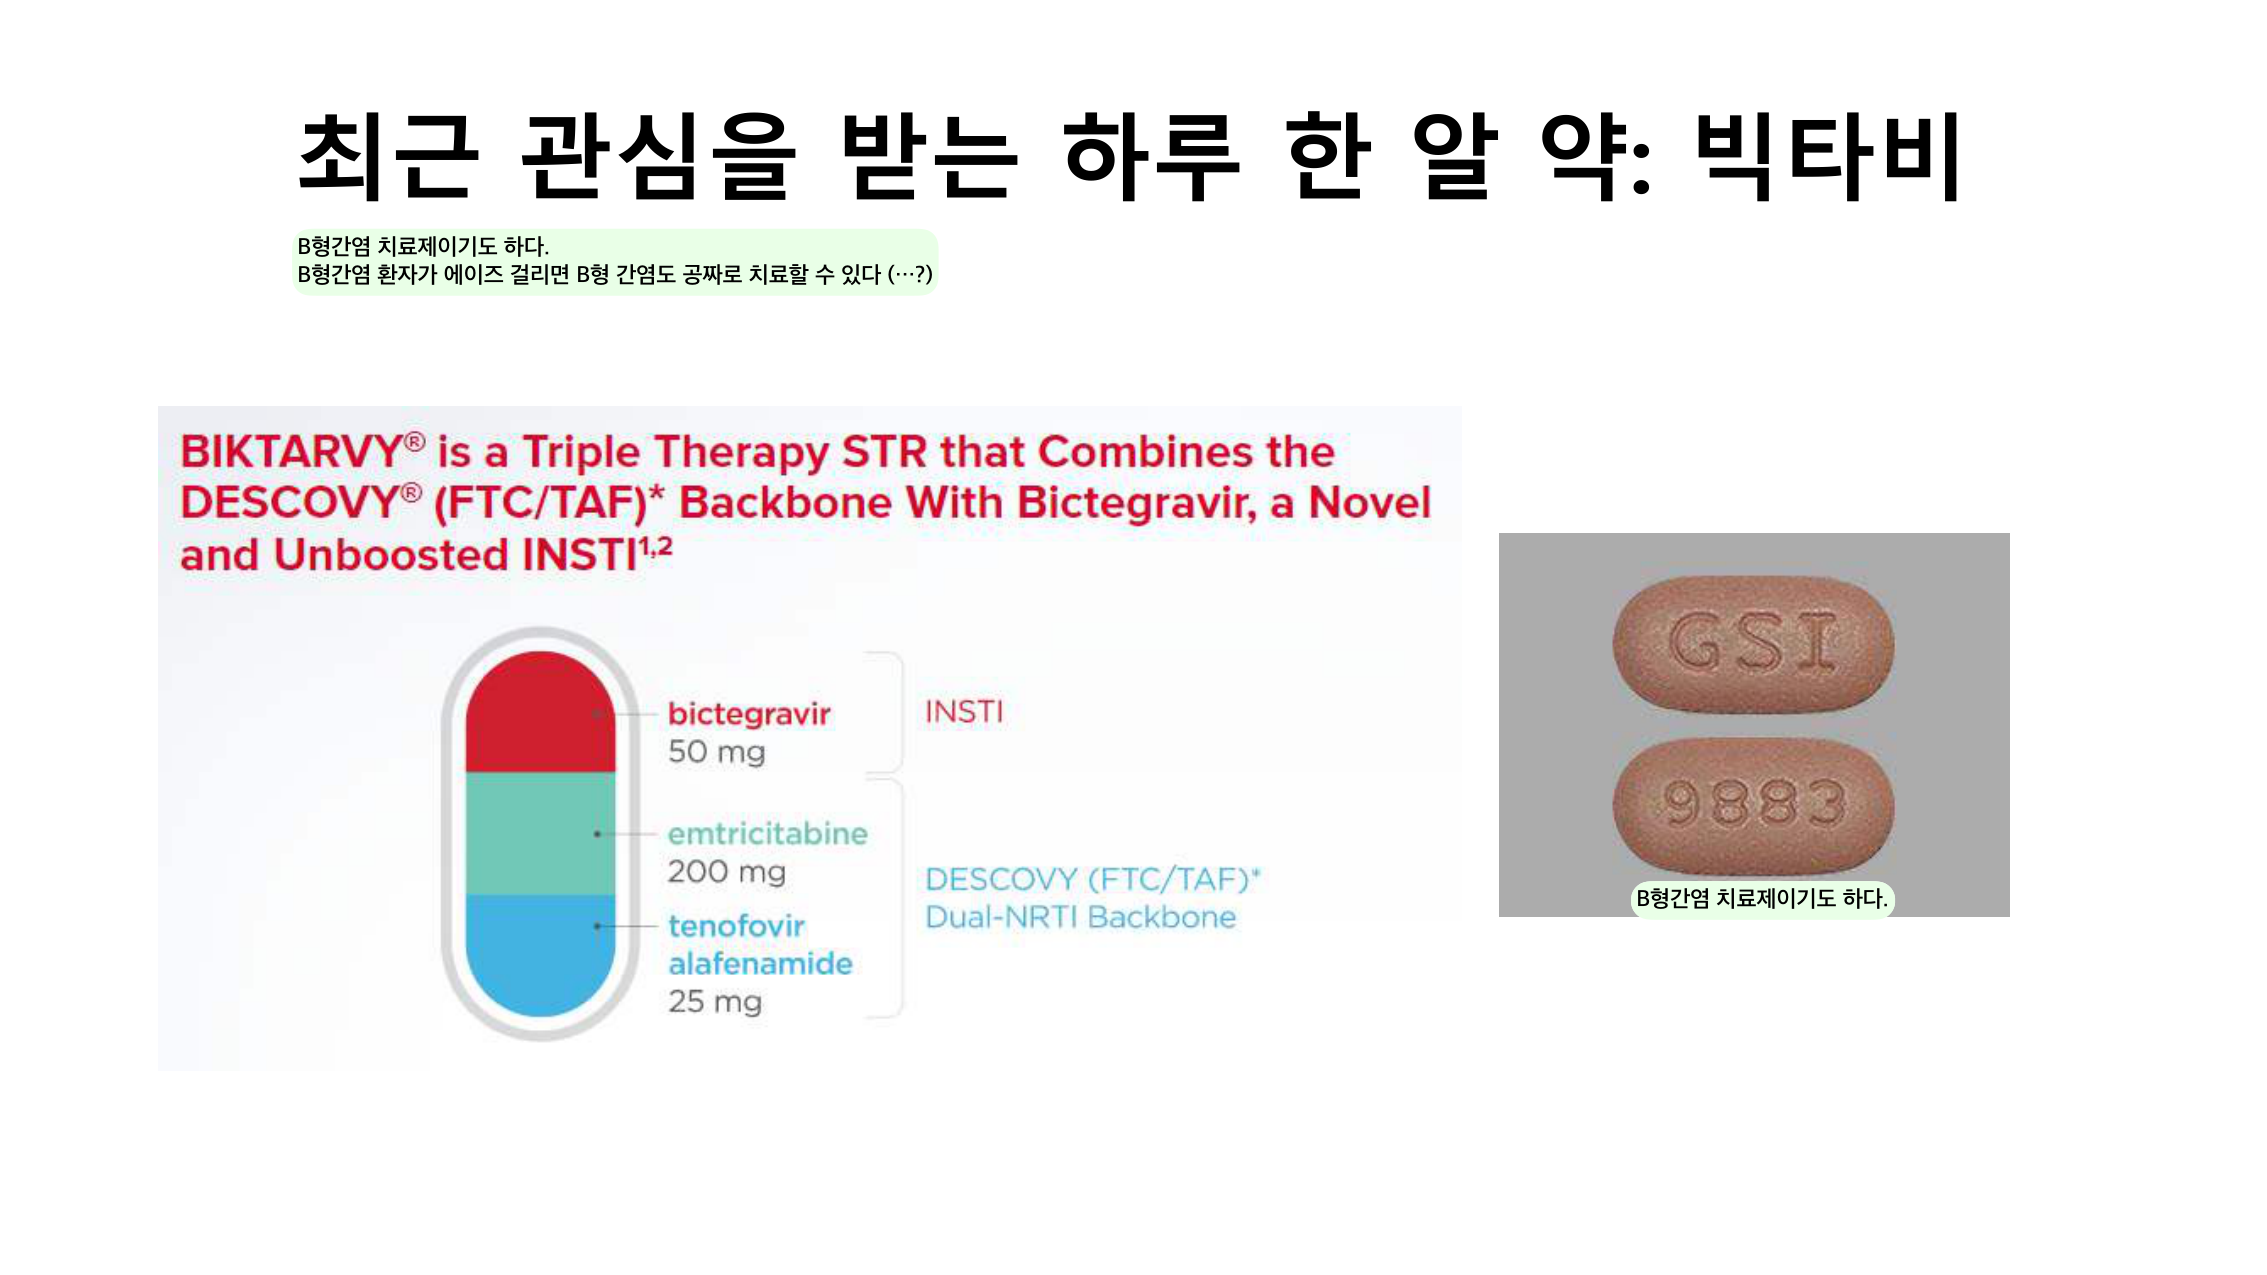 최근 관심을 받는 하루 한 알 약: 빅타비
B형간염 치료제이기도 하다.
B형간염 환자가 에이즈 걸리면 B형 간염도 공짜로 치료할 수 있다 (…?)
BIKTARVY® is a Triple Therapy STR that Combines the
DESCOVY® (FTC/TAF)* Backbone With Bictegravir, a Novel
and Unboosted INSTI¹,²
bictegravir
50 mg
INSTI
emtricitabine
200 mg
tenofovir
alafenamide
25 mg
DESCOVY (FTC/TAF)*
Dual-NRTI Backbone
GSI
9883
B형간염 치료제이기도 하다.